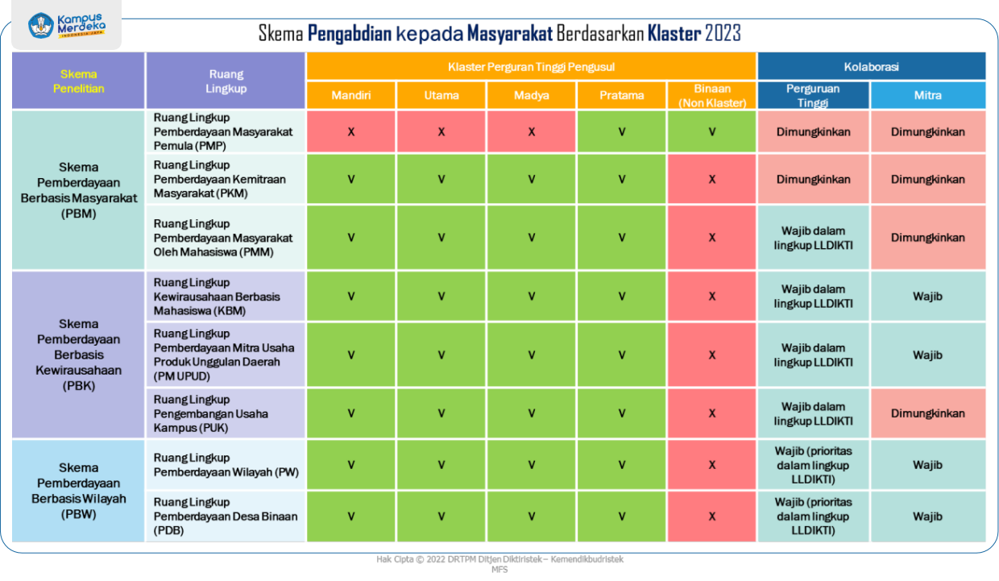 Kampus
Merdeka
INDONESIA JAYA
Skema Pengabdian kepada Masyarakat Berdasarkan Klaster 2023
Skema
Penelitian
Ruang
Lingkup
Klaster Perguran Tinggi Pengusul
Kolaborasi
Mandiri
Utama
Madya
Pratama
Binaan
(Non Klaster)
Perguruan
Tinggi
Mitra
Skema
Pemberdayaan
Berbasis Masyarakat
(PBM)
Ruang Lingkup
Pemberdayaan Masyarakat
Pemula (PMP)
X
X
X
V
V
Dimungkinkan
Dimungkinkan
Ruang Lingkup
Pemberdayaan Kemitraan
Masyarakat (PKM)
V
V
V
V
X
Dimungkinkan
Dimungkinkan
Ruang Lingkup
Pemberdayaan Masyarakat
Oleh Mahasiswa (PMM)
V
V
V
V
X
Wajib dalam
lingkup LLDIKTI
Dimungkinkan
Skema
Pemberdayaan
Berbasis
Kewirausahaan
(PBK)
Ruang Lingkup
Kewirausahaan Berbasis
Mahasiswa (KBM)
V
V
V
V
X
Wajib dalam
lingkup LLDIKTI
Wajib
Ruang Lingkup
Pemberdayaan Mitra Usaha
Produk Unggulan Daerah
(PM UPUD)
V
V
V
V
X
Wajib dalam
lingkup LLDIKTI
Wajib
Ruang Lingkup
Pengembangan Usaha
Kampus (PUK)
V
V
V
V
X
Wajib dalam
lingkup LLDIKTI
Dimungkinkan
Skema
Pemberdayaan
Berbasis Wilayah
(PBW)
Ruang Lingkup
Pemberdayaan Wilayah (PW)
V
V
V
V
X
Wajib (prioritas
dalam lingkup
LLDIKTI)
Wajib
Ruang Lingkup
Pemberdayaan Desa Binaan
(PDB)
V
V
V
V
X
Wajib (prioritas
dalam lingkup
LLDIKTI)
Wajib
Hak Cipta © 2022 DRTPM Ditjen Diktiristek – Kemendikbudristek
MFS